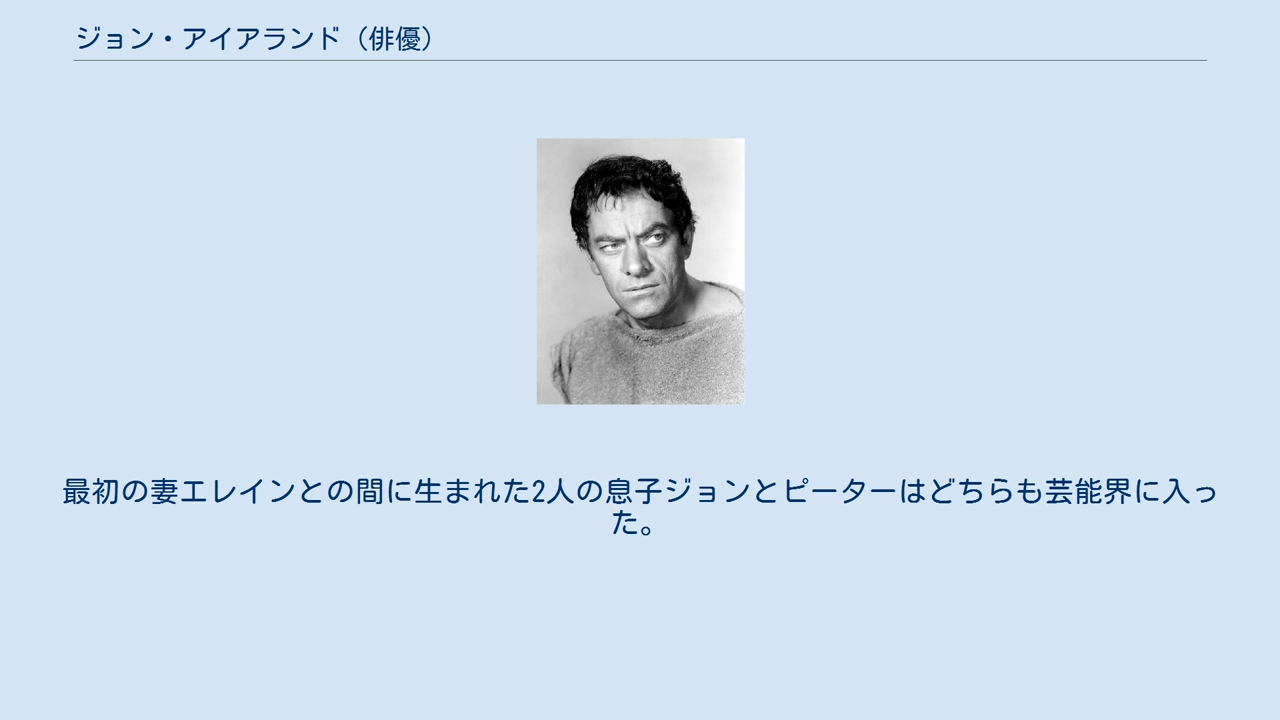 ジョン・アイアランド（俳優）
最初の妻エレインとの間に生まれた2人の息子ジョンとピーターはどちらも芸能界に入っ
た。